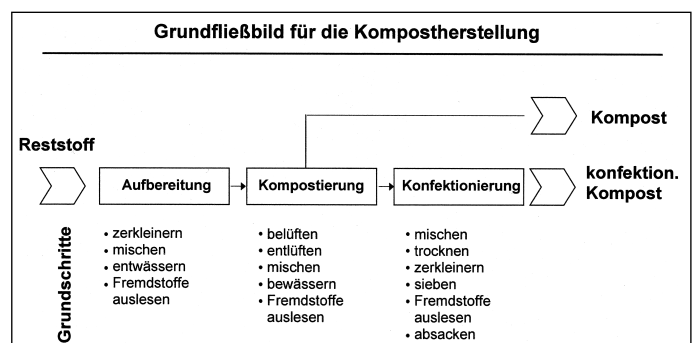 Grundfließbild für die Kompostherstellung
Kompost
Reststoff
Aufbereitung
Kompostierung
Konfektionierung
konfektion.
Kompost
Grundschritte
• zerkleinern
• mischen
• entwässern
• Fremdstoffe
auslesen
• belüften
• entlüften
• mischen
• bewässern
• Fremdstoffe
auslesen
• mischen
• trocknen
• zerkleinern
• sieben
• Fremdstoffe
auslesen
• absacken